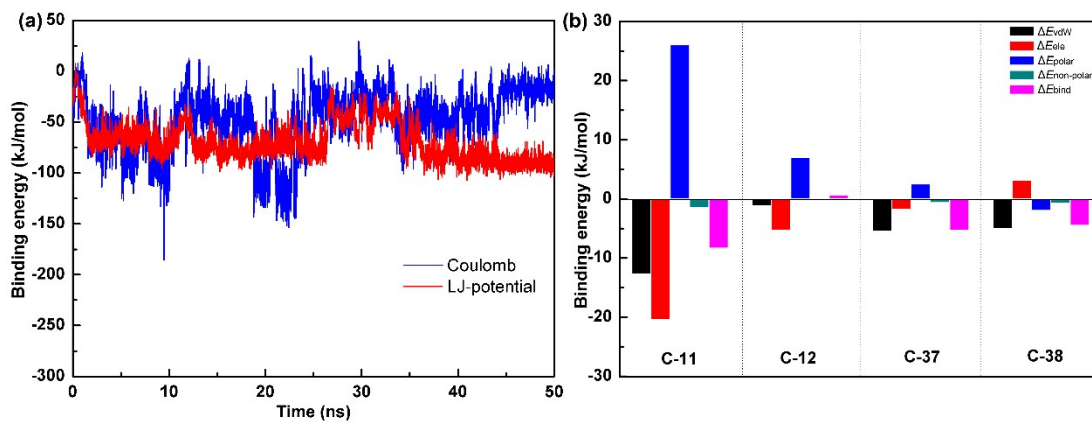 (a)
Binding energy (kJ/mol)
50
0
-50
-100
-150
-200
-250
-300
0
10
20
30
40
50
Time (ns)
Coulomb
LJ-potential
(b)
Binding energy (kJ/mol)
30
20
10
0
-10
-20
-30
ΔEvdW
ΔEele
ΔEpolar
ΔEnon-polar
ΔEbind
C-11
C-12
C-37
C-38